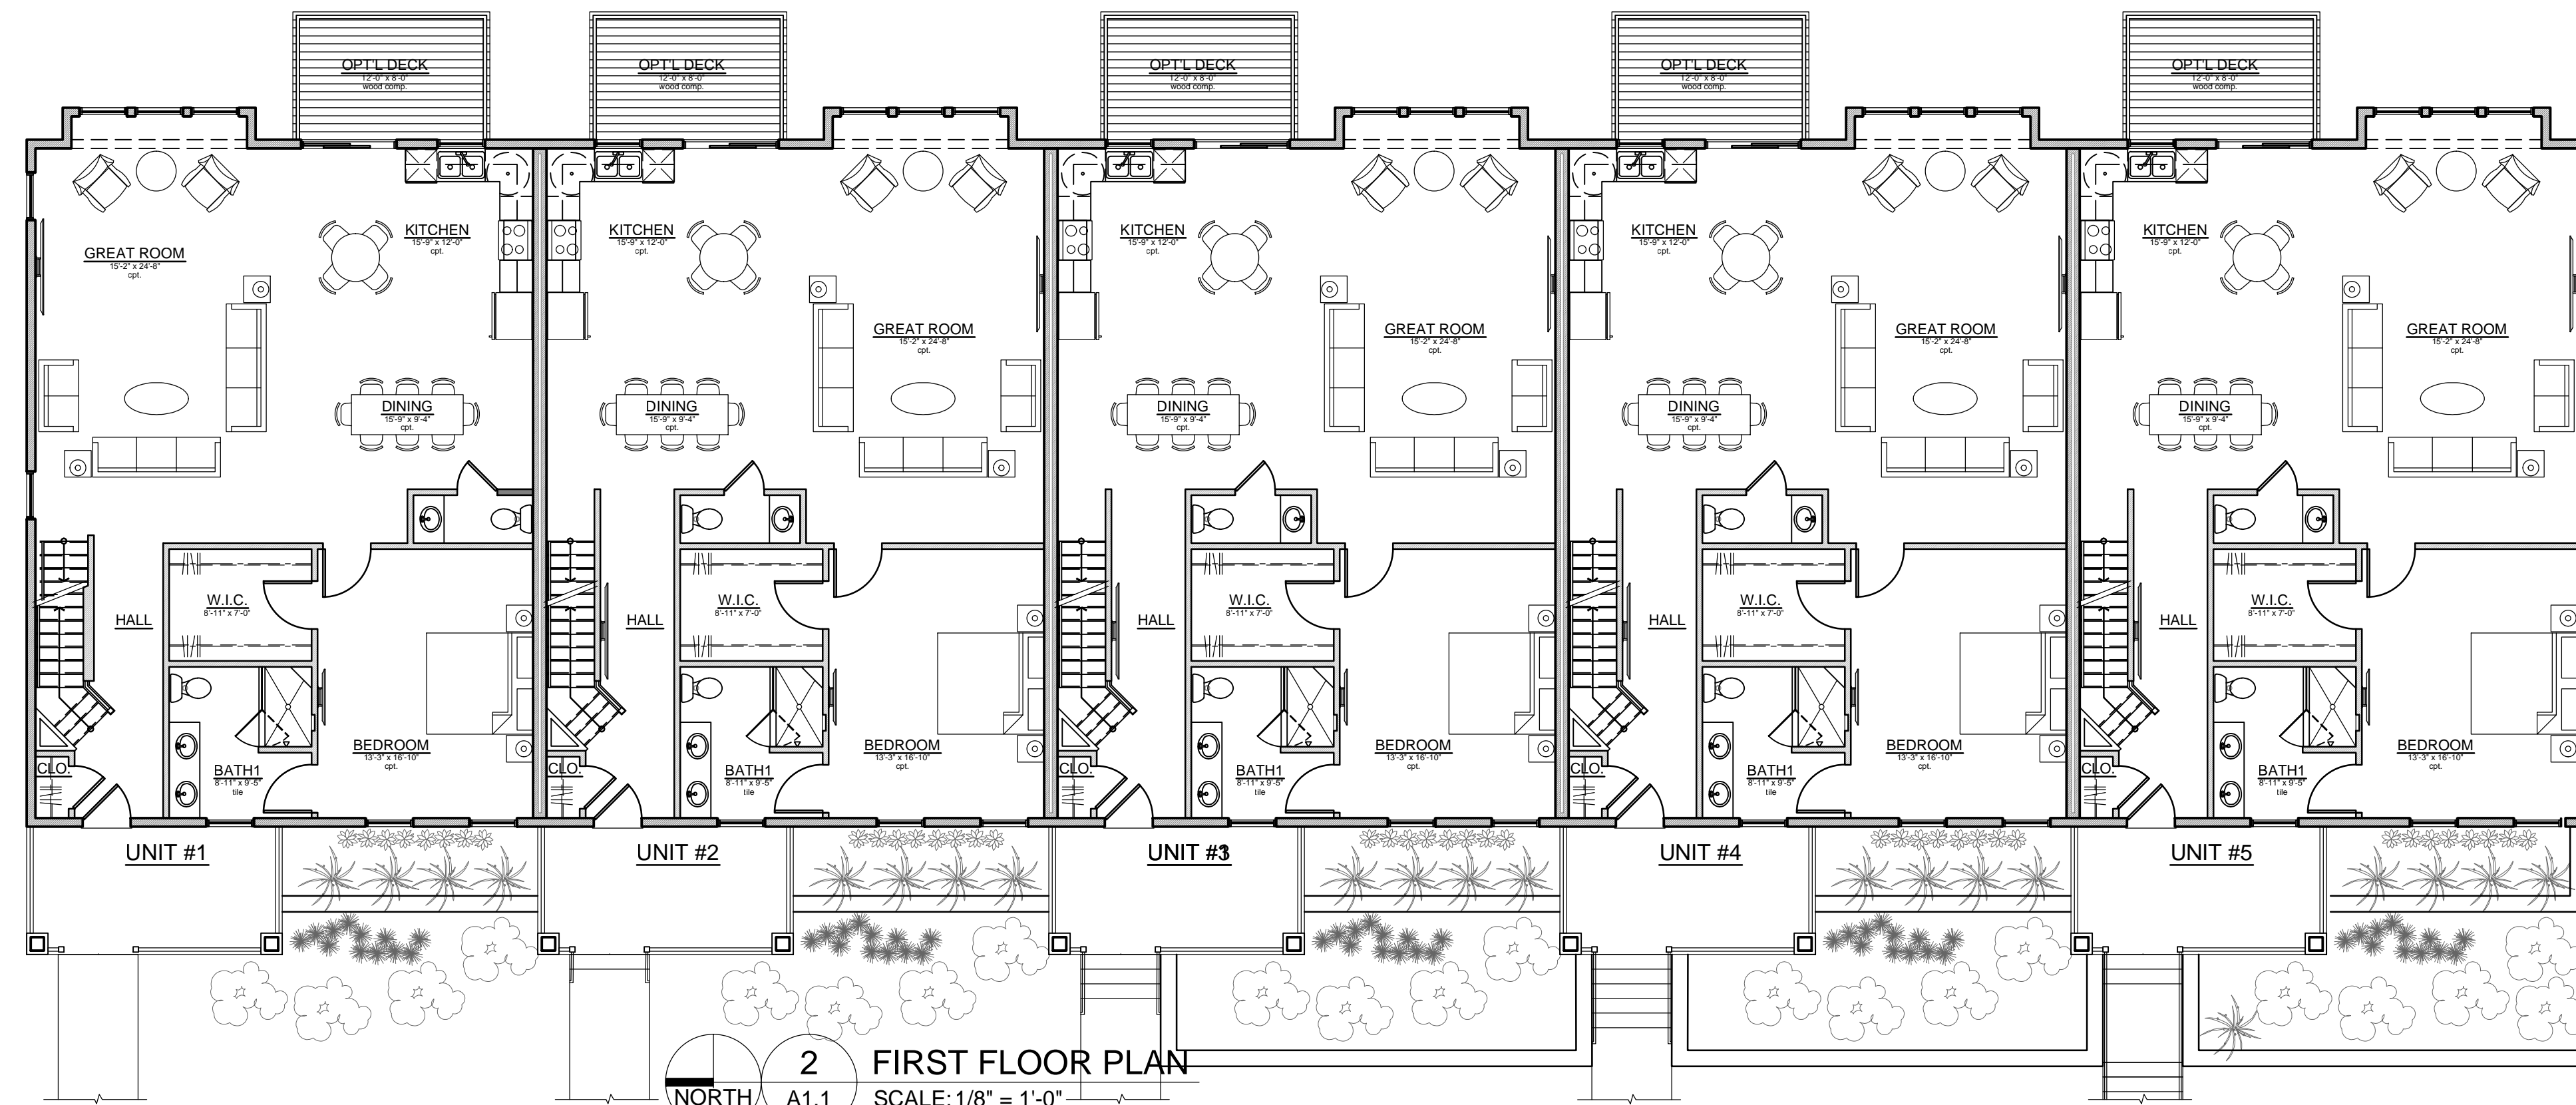 OPT'L DECK
12'-0" x 8'-0"
wood comp.
OPT'L DECK
12'-0" x 8'-0"
wood comp.
OPT'L DECK
12'-0" x 8'-0"
wood comp.
OPT'L DECK
12'-0" x 8'-0"
wood comp.
OPT'L DECK
12'-0" x 8'-0"
wood comp.
GREAT ROOM
15'-2" x 24'-8"
cpt.
KITCHEN
15'-9" x 12'-0"
cpt.
KITCHEN
15'-9" x 12'-0"
cpt.
GREAT ROOM
15'-2" x 24'-8"
cpt.
KITCHEN
15'-9" x 12'-0"
cpt.
GREAT ROOM
15'-2" x 24'-8"
cpt.
KITCHEN
15'-9" x 12'-0"
cpt.
GREAT ROOM
15'-2" x 24'-8"
cpt.
KITCHEN
15'-9" x 12'-0"
cpt.
GREAT ROOM
15'-2" x 24'-8"
cpt.
DINING
15'-9" x 9'-4"
cpt.
DINING
15'-9" x 9'-4"
cpt.
DINING
15'-9" x 9'-4"
cpt.
DINING
15'-9" x 9'-4"
cpt.
DINING
15'-9" x 9'-4"
cpt.
HALL
W.I.C.
8'-11" x 7'-0"
HALL
W.I.C.
8'-11" x 7'-0"
HALL
W.I.C.
8'-11" x 7'-0"
HALL
W.I.C.
8'-11" x 7'-0"
HALL
W.I.C.
8'-11" x 7'-0"
CLO.
BATH1
8'-11" x 9'-5"
tile
BEDROOM
13'-3" x 16'-10"
cpt.
CLO.
BATH1
8'-11" x 9'-5"
tile
BEDROOM
13'-3" x 16'-10"
cpt.
CLO.
BATH1
8'-11" x 9'-5"
tile
BEDROOM
13'-3" x 16'-10"
cpt.
CLO.
BATH1
8'-11" x 9'-5"
tile
BEDROOM
13'-3" x 16'-10"
cpt.
CLO.
BATH1
8'-11" x 9'-5"
tile
BEDROOM
13'-3" x 16'-10"
cpt.
UNIT #1
UNIT #2
UNIT #3
UNIT #4
UNIT #5
NORTH
2
A1.1
FIRST FLOOR PLAN
SCALE: 1/8" = 1'-0"